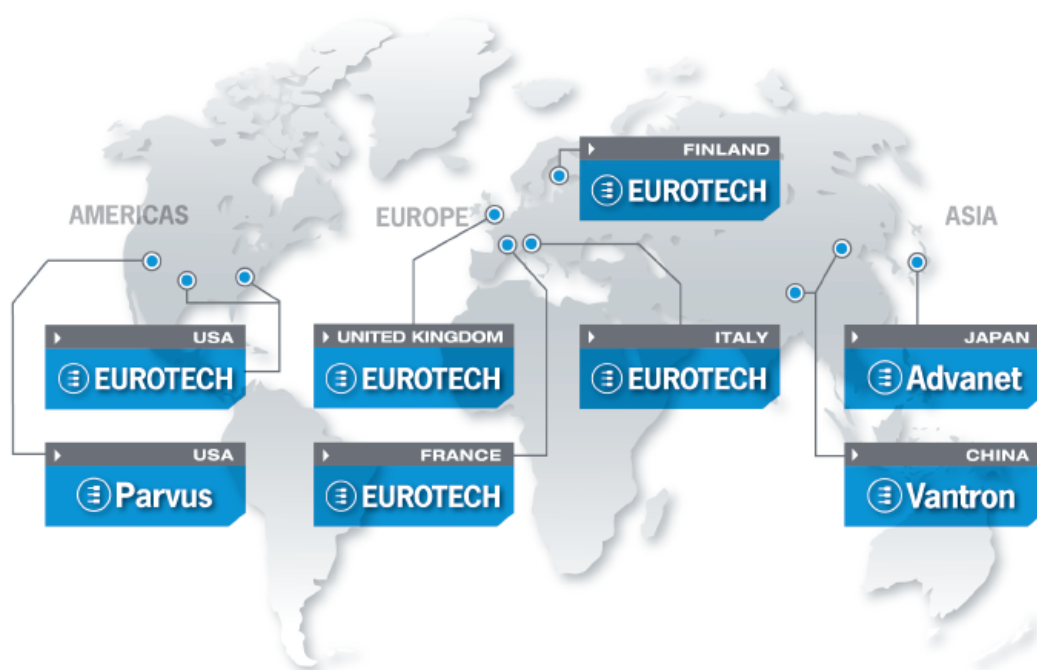 FINLAND
EUROTECH
AMERICAS
EUROPE
ASIA
USA
EUROTECH
UNITED KINGDOM
EUROTECH
ITALY
EUROTECH
JAPAN
Advanet
USA
Parvus
FRANCE
EUROTECH
CHINA
Vantron